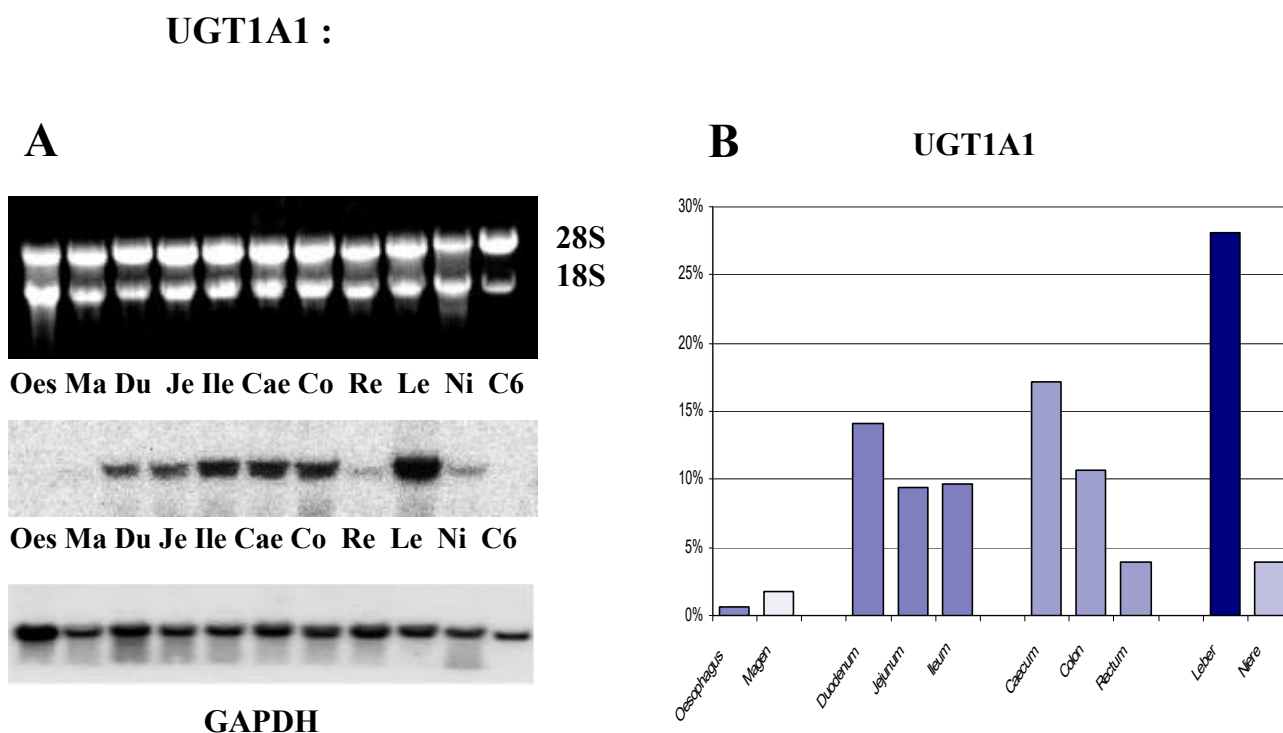 UGT1A1 :
A
28S
18S
Oes Ma Du Je Ile Cae Co Re Le Ni C6
Oes Ma Du Je Ile Cae Co Re Le Ni C6
GAPDH
B
UGT1A1
30%
25%
20%
15%
10%
5%
0%
Oesophagus
Magen
Duodenum
Jejunum
Ileum
Caecum
Colon
Rectum
Leber
Niere